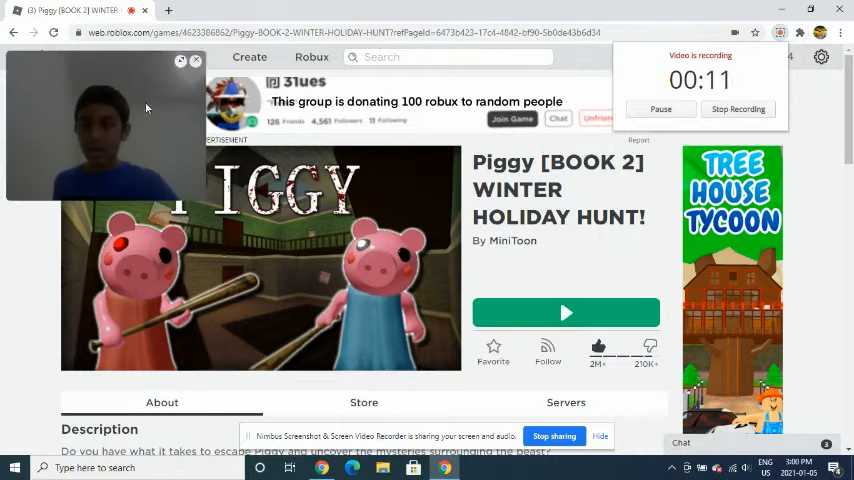 (3) Piggy [BOOK 2] WINTER
web.roblox.com/games/4623386862/Piggy-BOOK-2-WINTER-HOLIDAY-HUNT?refPageId=6473b423-17c4-4842-bf90-5b0de43b6d34
Create
Robux
Search
Video is recording
00:11
Pause
Stop Recording
31ues
This group is donating 100 robux to random people
126 Friends
4,561 Followers
11 Following
Join Game
Chat
Unfrien
VERTISEMENT
Report
PIGGY
Piggy [BOOK 2]
WINTER
HOLIDAY HUNT!
By MiniToon
Favorite
Follow
2M+
210K+
TREE
HOUSE
TYCOON
About
Store
Servers
Description
Do you have what it takes to escape Piggy and uncover the mysteries surrounding the beast?
Nimbus Screenshot & Screen Video Recorder is sharing your screen and audio.
Stop sharing
Hide
Chat
3
Type here to search
ENG
US
3:00 PM
2021-01-05
4